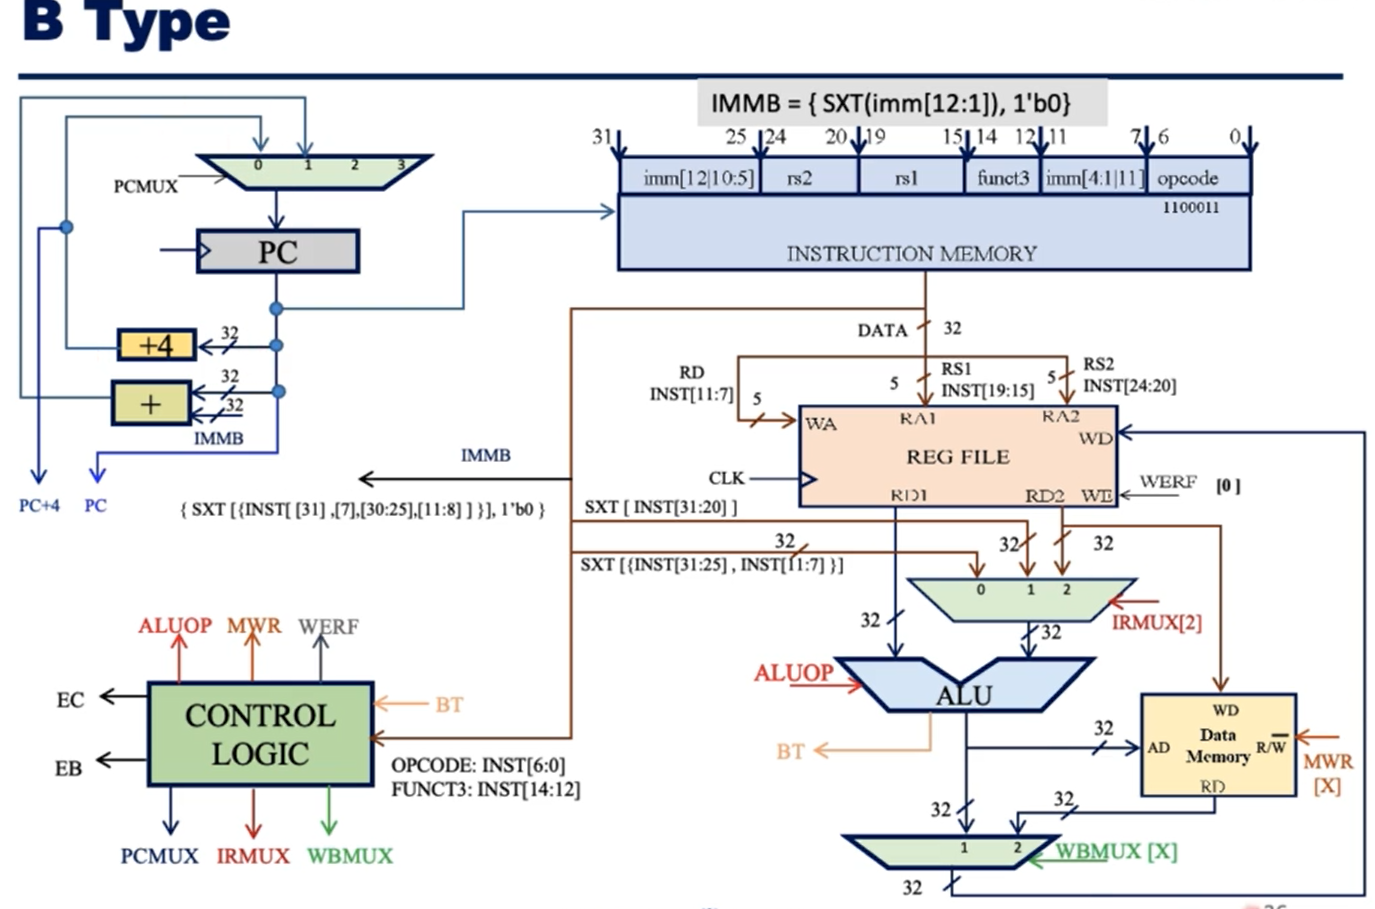 B Type
IMMB = { SXT(imm[12:1]), 1'b0}
31 25 24 20 19 15 14 12 11 7 6 0
imm[12|10:5] rs2 rs1 funct3 imm[4:1|11] opcode
1100011
INSTRUCTION MEMORY
0 1 2 3
PCMUX
PC
+4
32
+
32
32
IMMB
PC+4 PC
DATA 32
RD
INST[11:7]
5
5
RS1
INST[19:15]
5
RS2
INST[24:20]
WA RA1 RA2
WD
REG FILE
CLK
RD1 RD2 WE
WERF [0]
IMMB
{ SXT [{INST[ [31] ,[7],[30:25],[11:8] ] }], 1'b0 }
SXT [ INST[31:20] ]
32
SXT [{INST[31:25] , INST[11:7] }]
32 32
0 1 2
IRMUX[2]
32 32
ALUOP
ALU
BT
32
WD
AD Data Memory R/W
RD
MWR
[X]
32 32
1 2
WBMUX [X]
32
ALUOP MWR WERF
EC
EB
CONTROL
LOGIC
BT
OPCODE: INST[6:0]
FUNCT3: INST[14:12]
PCMUX IRMUX WBMUX